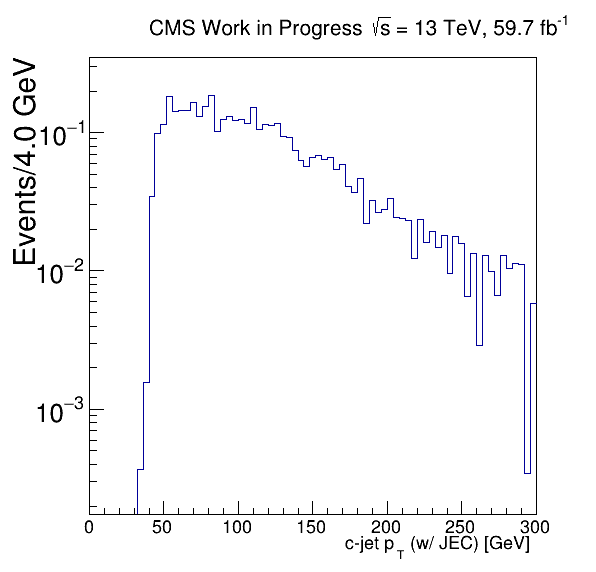 CMS Work in Progress √s = 13 TeV, 59.7 fb⁻¹
Events/4.0 GeV
10⁻¹
10⁻²
10⁻³
0 50 100 150 200 250 300
c-jet p_T (w/ JEC) [GeV]